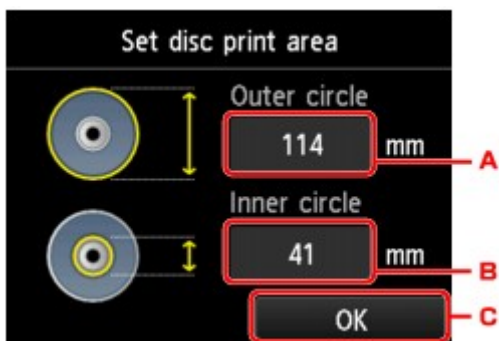 Set disc print area
Outer circle
114 mm
A
Inner circle
41 mm
B
OK
C